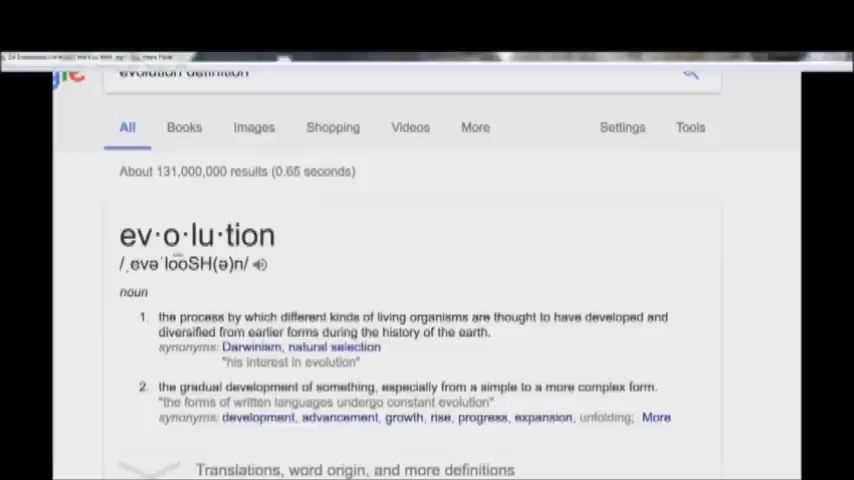 evolution definition
All Books Images Shopping Videos More Settings Tools
About 131,000,000 results (0.65 seconds)
ev·o·lu·tion
/ˌevəˈlo͞oSH(ə)n/
noun
1. the process by which different kinds of living organisms are thought to have developed and
diversified from earlier forms during the history of the earth.
synonyms: Darwinism, natural selection
"his interest in evolution"
2. the gradual development of something, especially from a simple to a more complex form.
"the forms of written languages undergo constant evolution"
synonyms: development, advancement, growth, rise, progress, expansion, unfolding; More
Translations, word origin, and more definitions